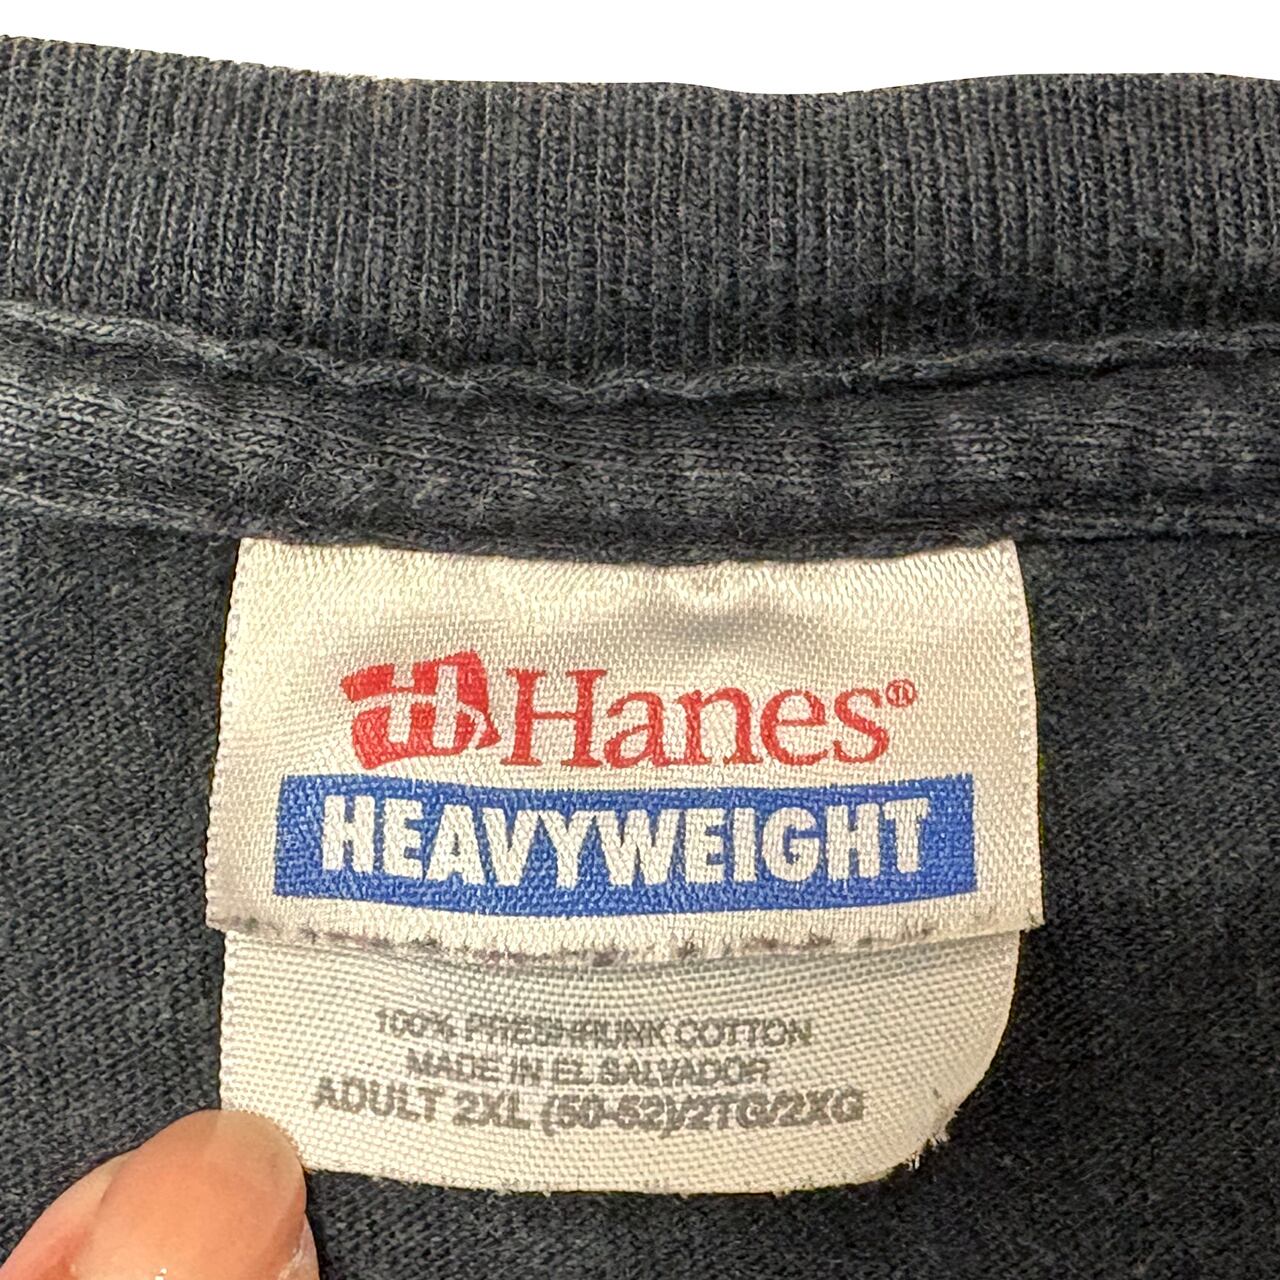 H Hanes®
HEAVYWEIGHT
100% PRESHRUNK COTTON
MADE IN EL SALVADOR
ADULT 2XL (50-52)/2TG/2XG